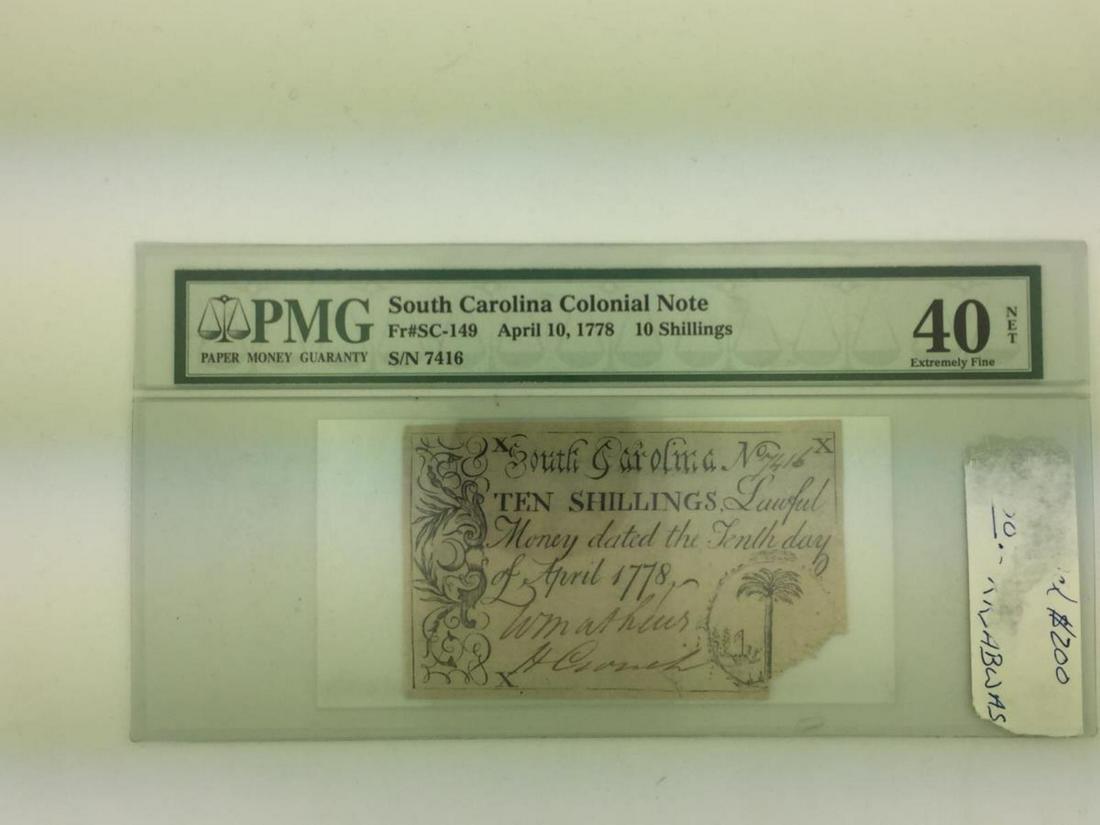 PMG
PAPER MONEY GUARANTY
South Carolina Colonial Note
Fr#SC-149 April 10, 1778 10 Shillings
S/N 7416
40
NET
Extremely Fine
X South Carolina No 7416 X
TEN SHILLINGS, Lawful
Money dated the Tenth day
of April 1778,
Wmathews
X
$200